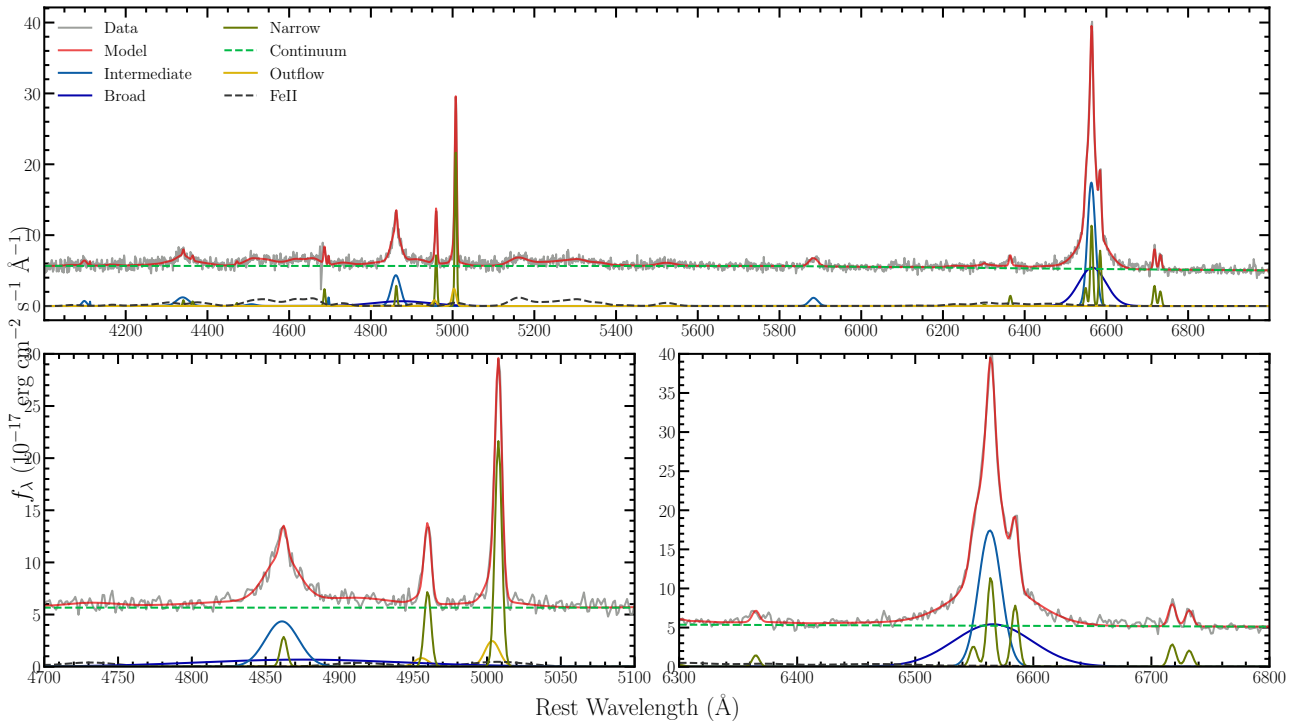 Data
Model
Intermediate
Broad
Narrow
Continuum
Outflow
FeII
40
30
20
10
0
4200 4400 4600 4800 5000 5200 5400 5600 5800 6000 6200 6400 6600 6800
f_λ (10^−17 erg cm^−2 s^−1 Å^−1)
30
25
20
15
10
5
0
4700 4750 4800 4850 4900 4950 5000 5050 5100
40
35
30
25
20
15
10
5
0
6300 6400 6500 6600 6700 6800
Rest Wavelength (Å)